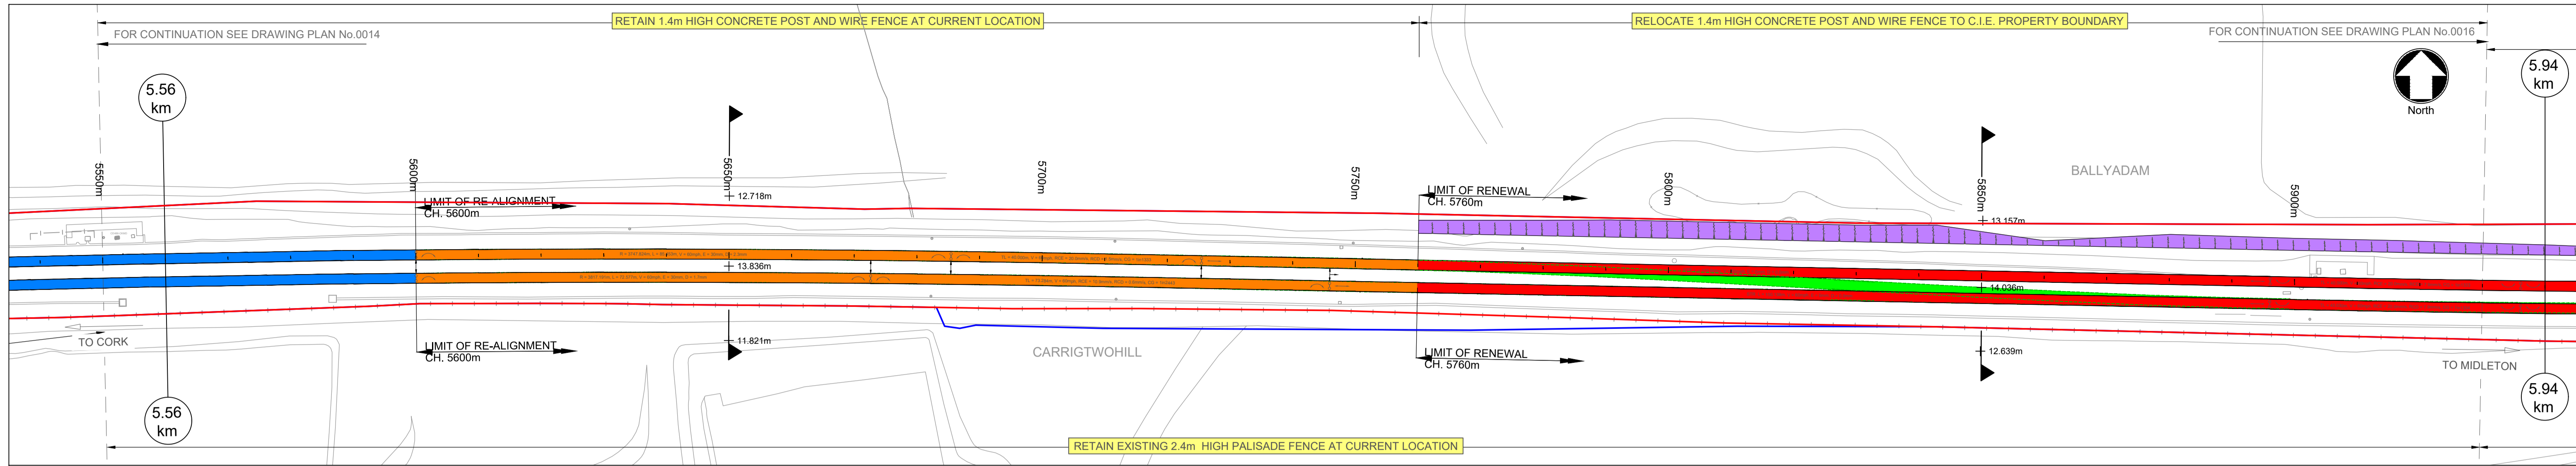 RETAIN 1.4m HIGH CONCRETE POST AND WIRE FENCE AT CURRENT LOCATION
RELOCATE 1.4m HIGH CONCRETE POST AND WIRE FENCE TO C.I.E. PROPERTY BOUNDARY
FOR CONTINUATION SEE DRAWING PLAN No.0014
FOR CONTINUATION SEE DRAWING PLAN No.0016
5.56
km
5.94
km
North
5550m
5600m
5650m
5700m
5750m
5800m
5850m
5900m
BALLYADAM
LIMIT OF RE-ALIGNMENT
CH. 5600m
12.718m
LIMIT OF RENEWAL
CH. 5760m
13.157m
13.836m
14.036m
TO CORK
LIMIT OF RE-ALIGNMENT
CH. 5600m
11.821m
CARRIGTWOHILL
LIMIT OF RENEWAL
CH. 5760m
12.639m
TO MIDLETON
5.56
km
5.94
km
RETAIN EXISTING 2.4m HIGH PALISADE FENCE AT CURRENT LOCATION